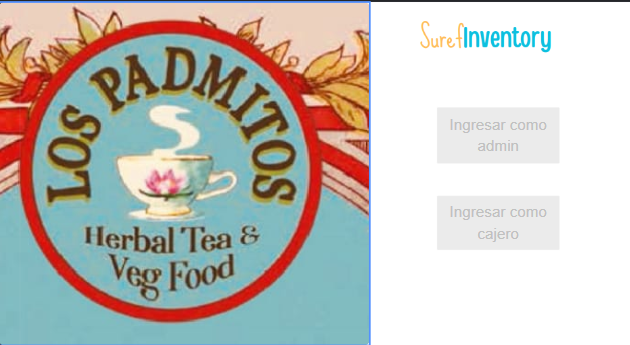 LOS PADMITOS
Herbal Tea &
Veg Food
SurefInventory
Ingresar como
admin
Ingresar como
cajero